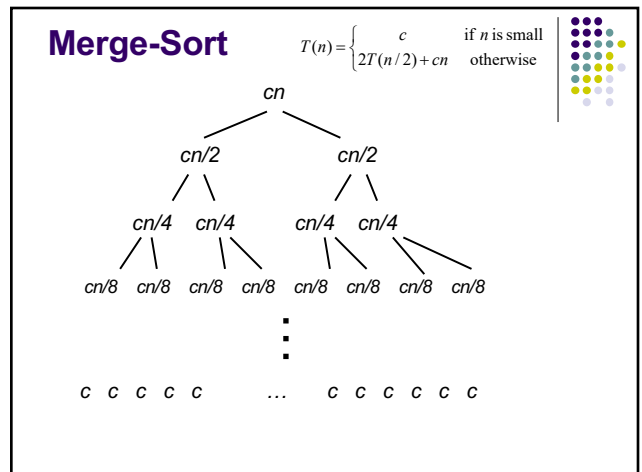 Merge-Sort
T(n) = { c if n is small
2T(n/2)+cn otherwise
cn
cn/2 cn/2
cn/4 cn/4 cn/4 cn/4
cn/8 cn/8 cn/8 cn/8 cn/8 cn/8 cn/8 cn/8
c c c c c … c c c c c c